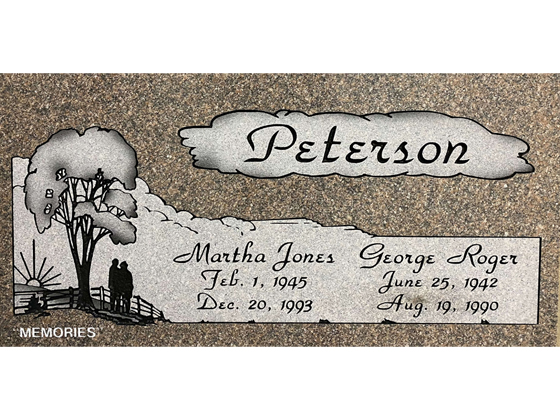 Peterson
Martha Jones George Roger
Feb. 1, 1945 June 25, 1942
Dec. 20, 1993 Aug. 19, 1990
MEMORIES